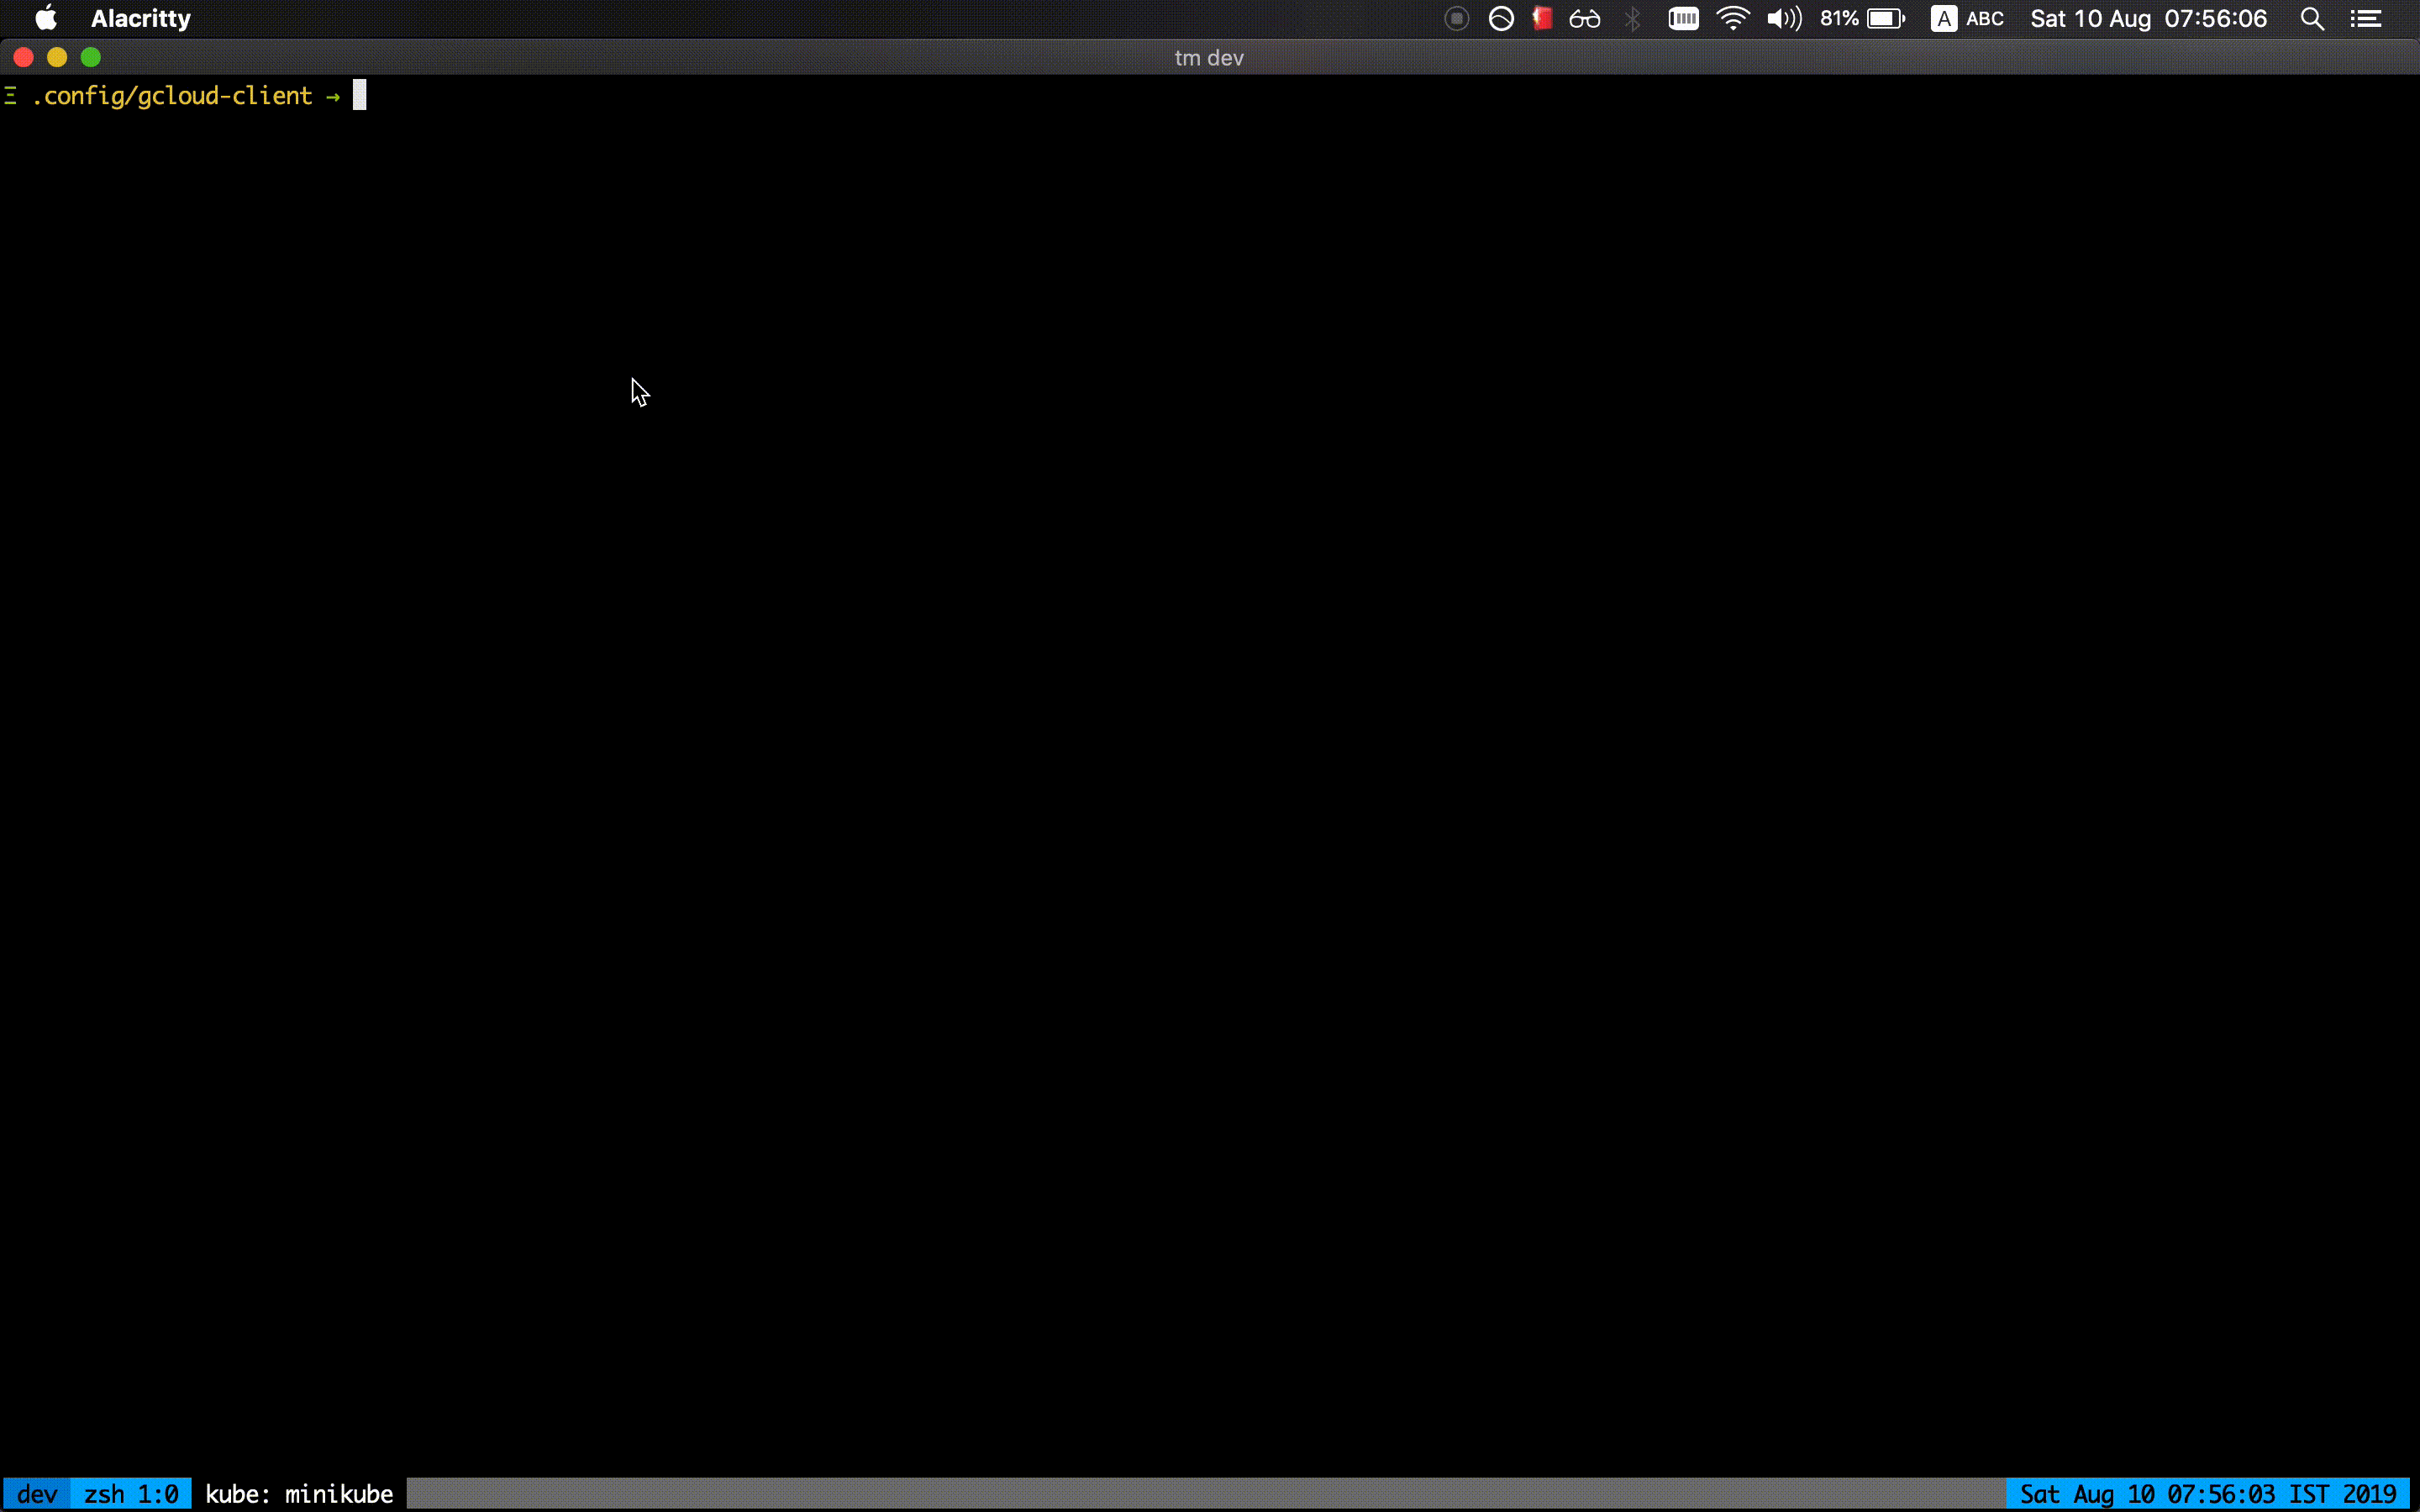 Alacritty 81% A ABC Sat 10 Aug 07:56:06
tm dev
Ξ .config/gcloud-client →
dev zsh 1:0 kube: minikube Sat Aug 10 07:56:03 IST 2019